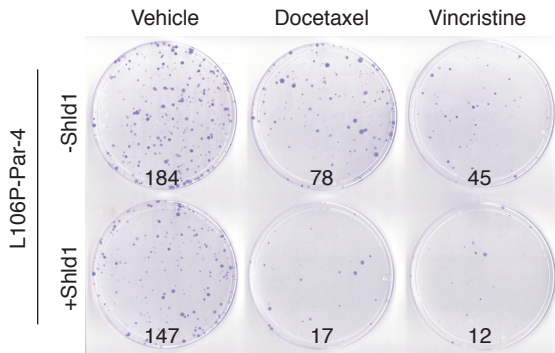 Vehicle Docetaxel Vincristine
L106P-Par-4
-Shld1
184 78 45
+Shld1
147 17 12